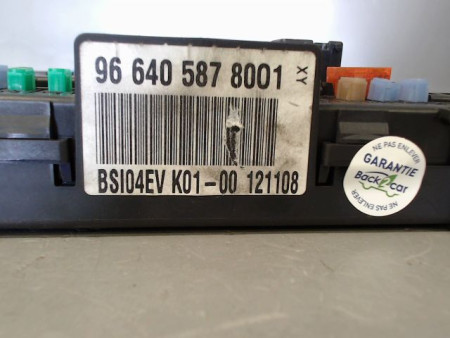 96 640 587 8001 XY
BSI04EV K01-00 121108
NE PAS ENLEVER
GARANTIE
Back2car
NE PAS ENLEVER